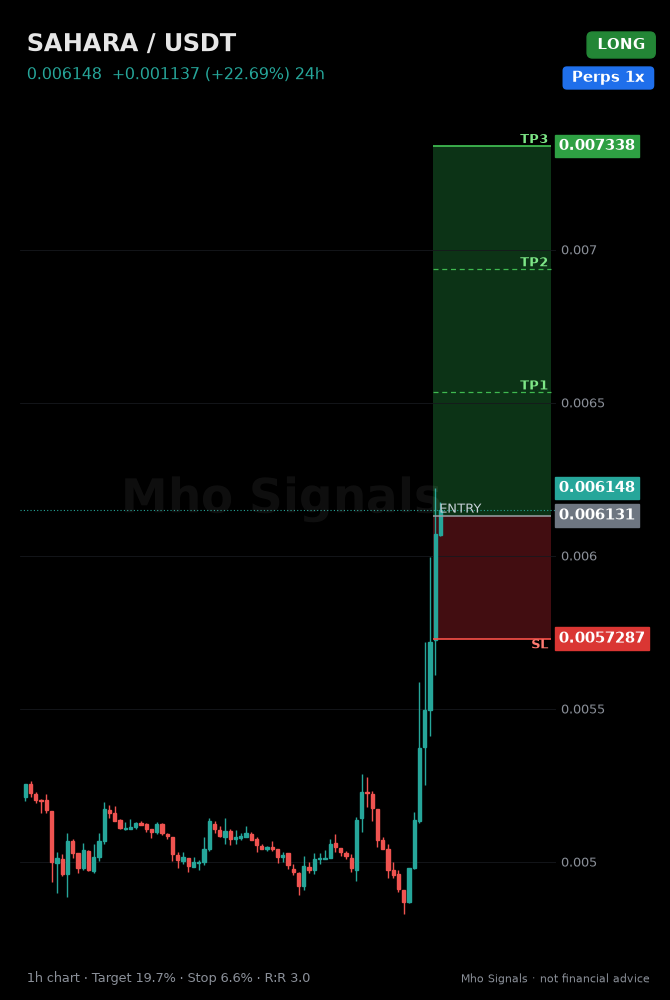 SAHARA / USDT
LONG
0.006148 +0.001137 (+22.69%) 24h
Perps 1x
TP3
0.007338
0.007
TP2
TP1
0.0065
Mho Signals
0.006148
ENTRY
0.006131
0.006
0.0057287
SL
0.0055
0.005
1h chart · Target 19.7% · Stop 6.6% · R:R 3.0
Mho Signals · not financial advice